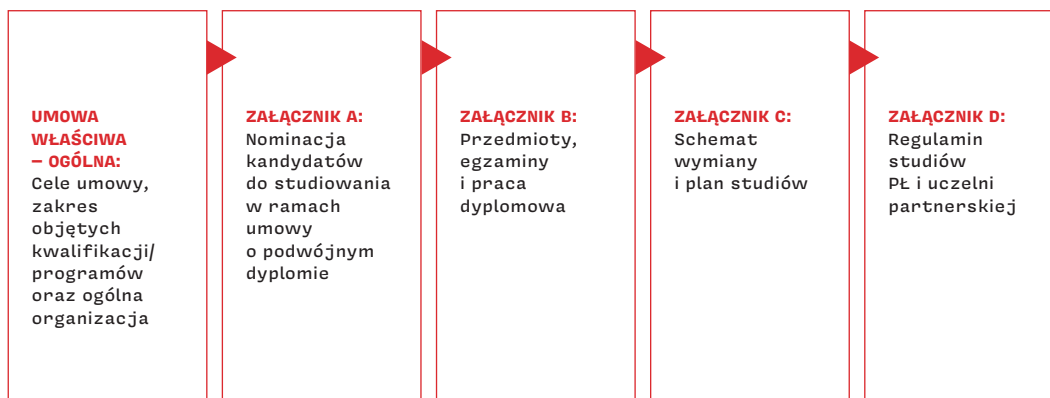 UMOWA
WŁAŚCIWA
– OGÓLNA:
Cele umowy,
zakres
objętych
kwalifikacji/
programów
oraz ogólna
organizacja
ZAŁĄCZNIK A:
Nominacja
kandydatów
do studiowania
w ramach
umowy
o podwójnym
dyplomie
ZAŁĄCZNIK B:
Przedmioty,
egzaminy
i praca
dyplomowa
ZAŁĄCZNIK C:
Schemat
wymiany
i plan studiów
ZAŁĄCZNIK D:
Regulamin
studiów
PŁ i uczelni
partnerskiej